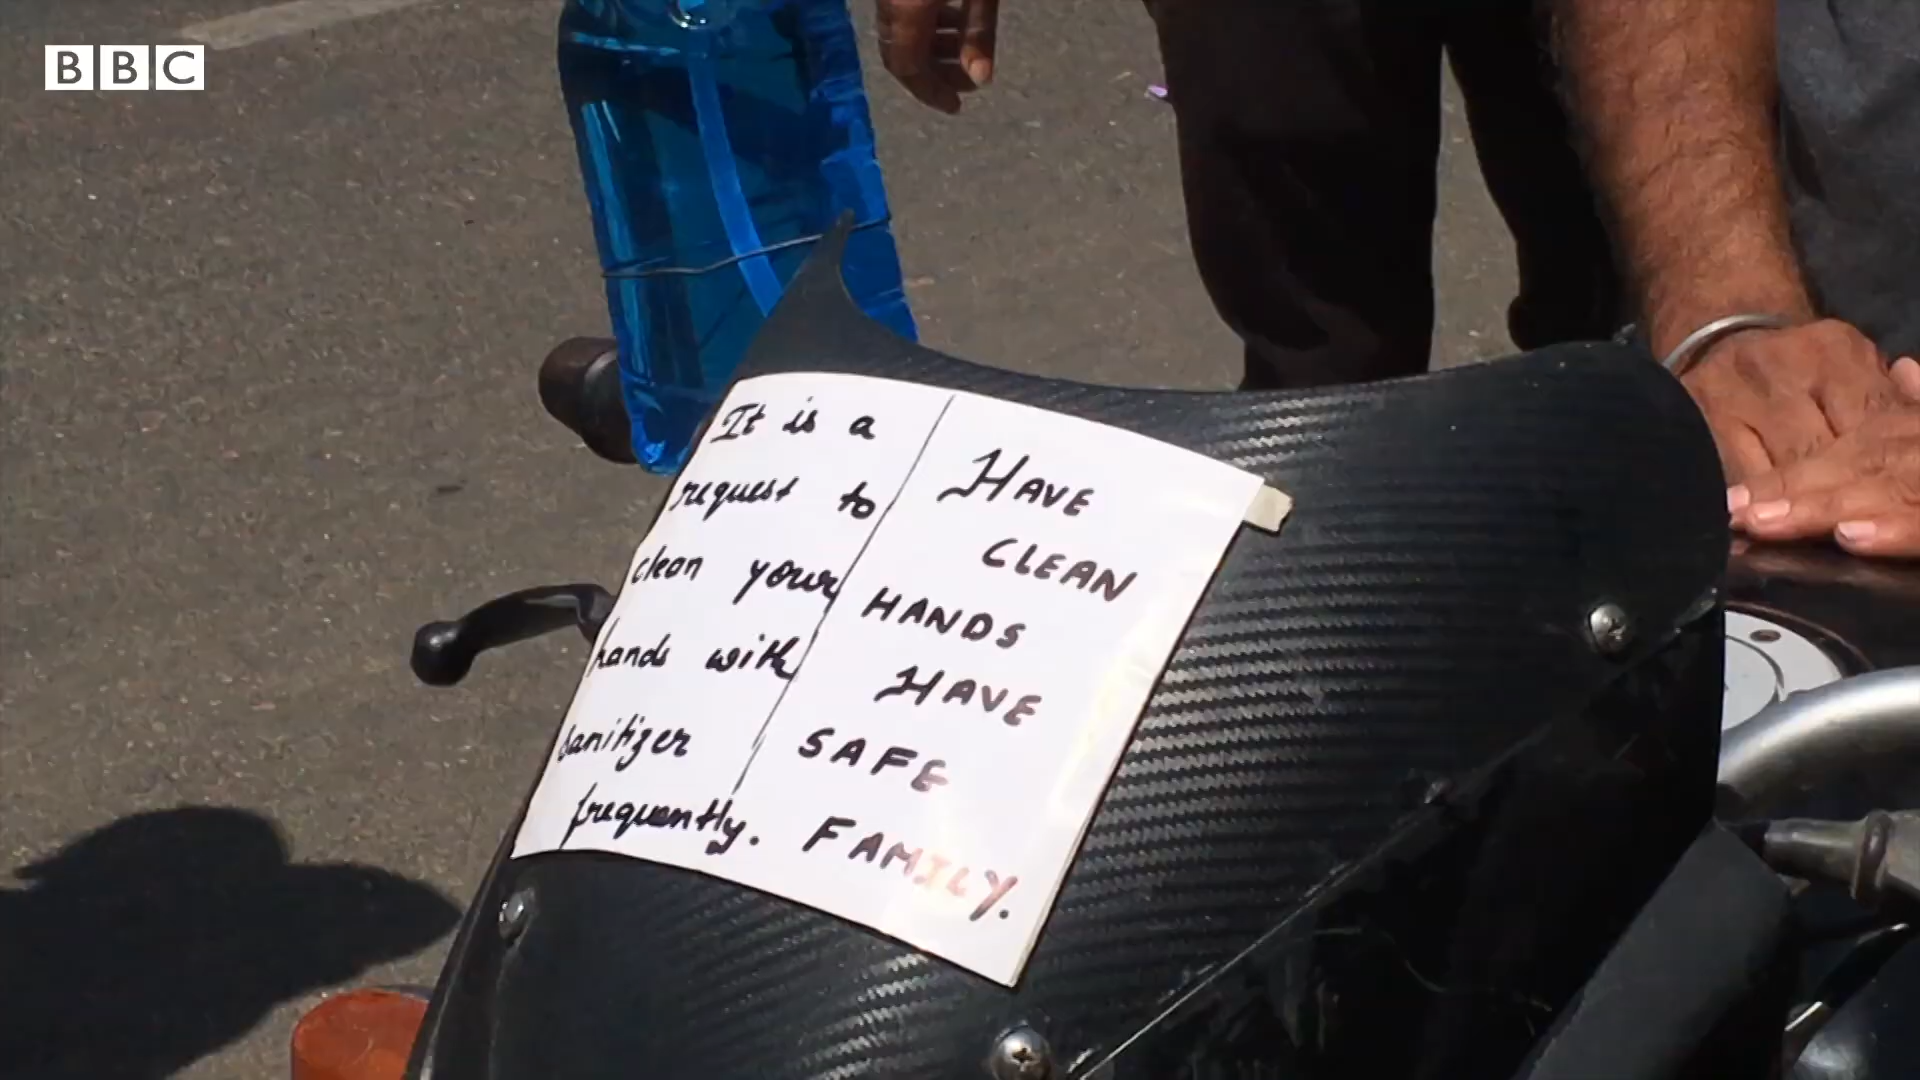 BBC
It is a
request to
clean your
hands with
sanitizer
frequently.
HAVE
CLEAN
HANDS
HAVE
SAFE
FAMILY.